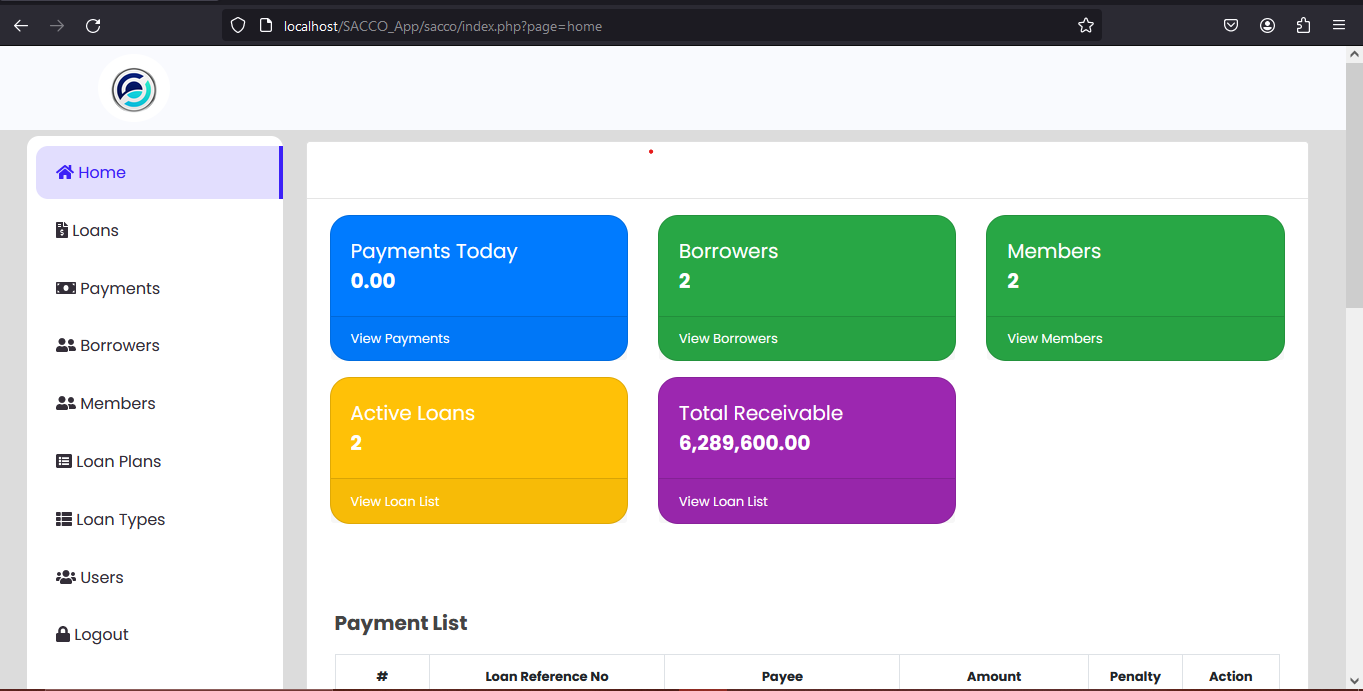 localhost/SACCO_App/sacco/index.php?page=home
Home
Loans
Payments
Borrowers
Members
Loan Plans
Loan Types
Users
Logout
Payments Today
0.00
View Payments
Borrowers
2
View Borrowers
Members
2
View Members
Active Loans
2
View Loan List
Total Receivable
6,289,600.00
View Loan List
Payment List
# Loan Reference No Payee Amount Penalty Action